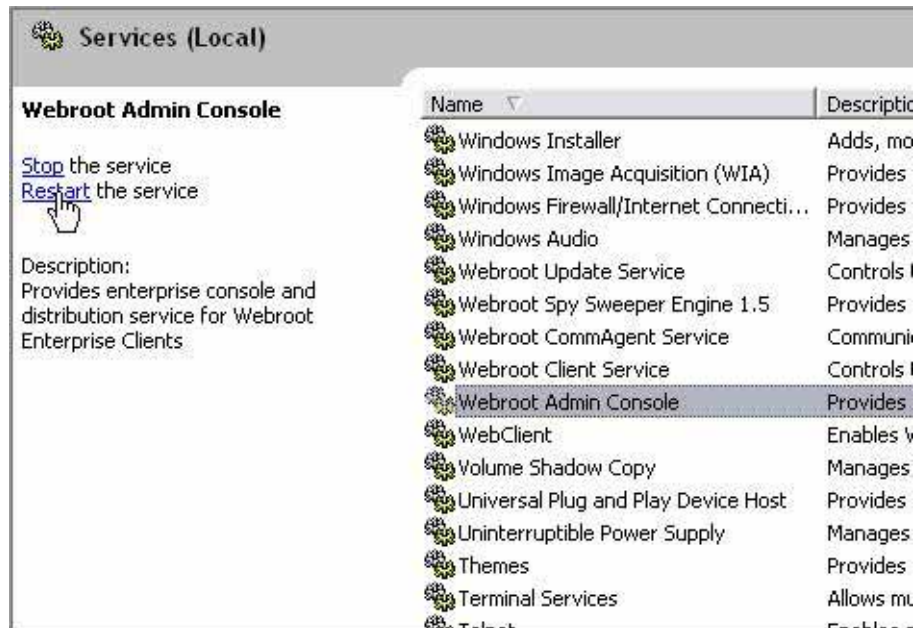 Services (Local)
Webroot Admin Console
Stop the service
Restart the service
Description:
Provides enterprise console and
distribution service for Webroot
Enterprise Clients
Name Descriptio
Windows Installer Adds, mo
Windows Image Acquisition (WIA) Provides
Windows Firewall/Internet Connecti... Provides
Windows Audio Manages
Webroot Update Service Controls
Webroot Spy Sweeper Engine 1.5 Provides
Webroot CommAgent Service Communi
Webroot Client Service Controls
Webroot Admin Console Provides
WebClient Enables
Volume Shadow Copy Manages
Universal Plug and Play Device Host Provides
Uninterruptible Power Supply Manages
Themes Provides
Terminal Services Allows mu